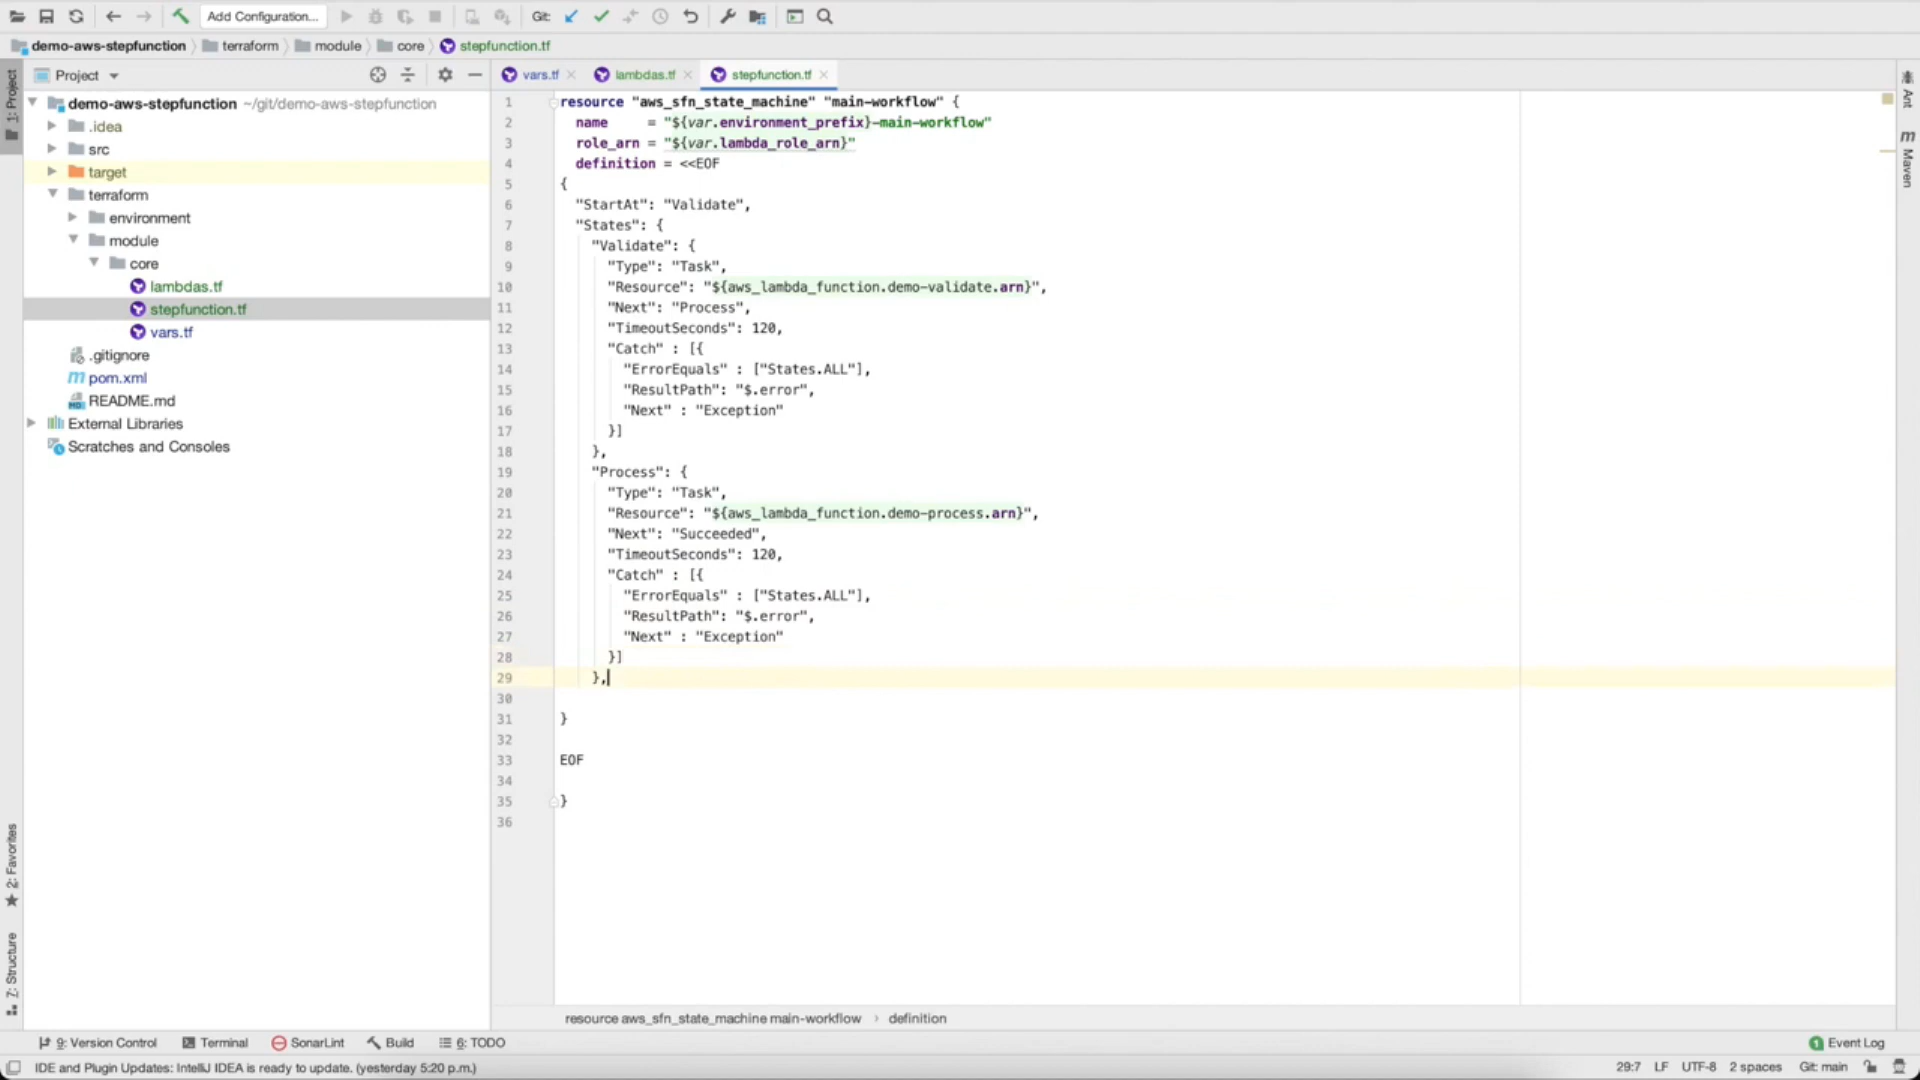 Add Configuration...
Git:
demo-aws-stepfunction
terraform
module
core
stepfunction.tf
1: Project
Project
demo-aws-stepfunction ~/git/demo-aws-stepfunction
.idea
src
target
terraform
environment
module
core
lambdas.tf
stepfunction.tf
vars.tf
.gitignore
pom.xml
README.md
External Libraries
Scratches and Consoles
2: Favorites
7: Structure
vars.tf
lambdas.tf
stepfunction.tf
1 resource "aws_sfn_state_machine" "main-workflow" {
2 name     = "${var.environment_prefix}-main-workflow"
3 role_arn = "${var.lambda_role_arn}"
4 definition = <<EOF
5 {
6 "StartAt": "Validate",
7 "States": {
8 "Validate": {
9 "Type": "Task",
10 "Resource": "${aws_lambda_function.demo-validate.arn}",
11 "Next": "Process",
12 "TimeoutSeconds": 120,
13 "Catch" : [{
14 "ErrorEquals" : ["States.ALL"],
15 "ResultPath": "$.error",
16 "Next" : "Exception"
17 }]
18 },
19 "Process": {
20 "Type": "Task",
21 "Resource": "${aws_lambda_function.demo-process.arn}",
22 "Next": "Succeeded",
23 "TimeoutSeconds": 120,
24 "Catch" : [{
25 "ErrorEquals" : ["States.ALL"],
26 "ResultPath": "$.error",
27 "Next" : "Exception"
28 }]
29 },
30
31 }
32
33 EOF
34
35 }
36
Ant
m Maven
resource aws_sfn_state_machine main-workflow › definition
9: Version Control
Terminal
SonarLint
Build
6: TODO
1 Event Log
IDE and Plugin Updates: IntelliJ IDEA is ready to update. (yesterday 5:20 p.m.)
29:7 LF UTF-8 2 spaces Git: main